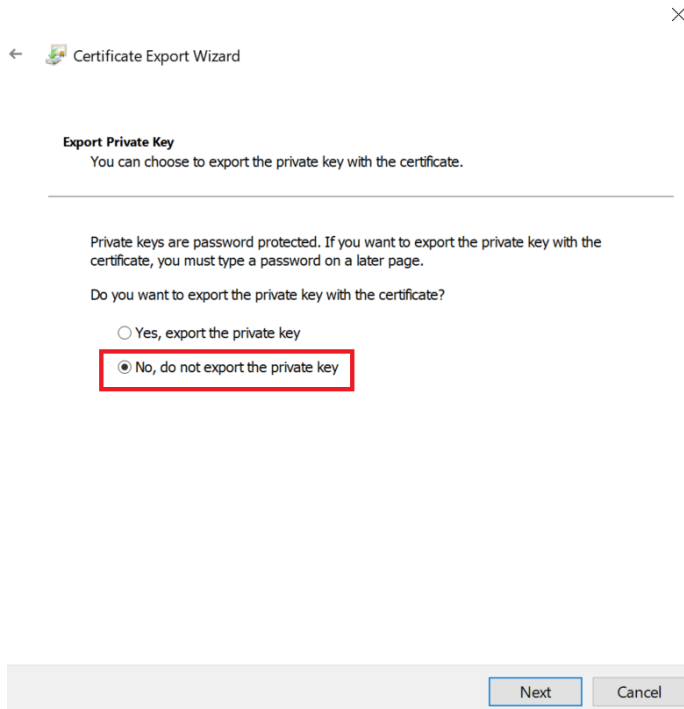 Certificate Export Wizard
Export Private Key
You can choose to export the private key with the certificate.
Private keys are password protected. If you want to export the private key with the
certificate, you must type a password on a later page.
Do you want to export the private key with the certificate?
Yes, export the private key
No, do not export the private key
Next
Cancel